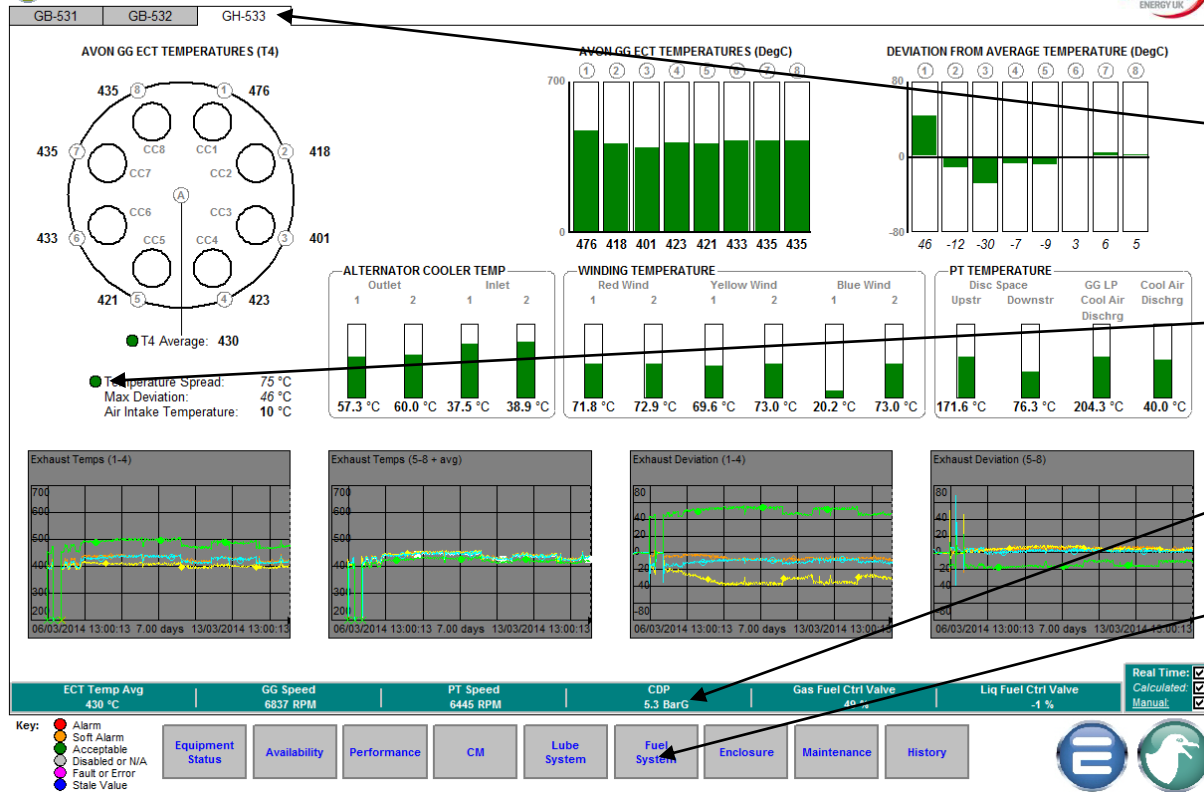 ENERGY UK
GB-531 GB-532 GH-533
AVON GG ECT TEMPERATURES (T4)
435 8 1 476
CC8 CC1
435 7 2 418
CC7 CC2
A
CC6 CC3
433 6 3 401
CC5 CC4
421 5 4 423
T4 Average: 430
Temperature Spread: 75 °C
Max Deviation: 46 °C
Air Intake Temperature: 10 °C
AVON GG ECT TEMPERATURES (DegC)
1 2 3 4 5 6 7 8
700
0
476 418 401 423 421 433 435 435
DEVIATION FROM AVERAGE TEMPERATURE (DegC)
1 2 3 4 5 6 7 8
80
0
-80
46 -12 -30 -7 -9 3 6 5
ALTERNATOR COOLER TEMP
Outlet Inlet
1 2 1 2
57.3 °C 60.0 °C 37.5 °C 38.9 °C
WINDING TEMPERATURE
Red Wind Yellow Wind Blue Wind
1 2 1 2 1 2
71.8 °C 72.9 °C 69.6 °C 73.0 °C 20.2 °C 73.0 °C
PT TEMPERATURE
Disc Space GG LP Cool Air
Upstr Downstr Cool Air Dischrg
Dischrg
171.6 °C 76.3 °C 204.3 °C 40.0 °C
Exhaust Temps (1-4)
700
600
500
400
300
200
06/03/2014 13:00:13 7.00 days 13/03/2014 13:00:13
Exhaust Temps (5-8 + avg)
700
600
500
400
300
200
06/03/2014 13:00:13 7.00 days 13/03/2014 13:00:13
Exhaust Deviation (1-4)
80
40
20
0
-20
-40
-80
06/03/2014 13:00:13 7.00 days 13/03/2014 13:00:13
Exhaust Deviation (5-8)
80
40
20
0
-20
-40
-80
06/03/2014 13:00:13 7.00 days 13/03/2014 13:00:13
ECT Temp Avg GG Speed PT Speed CDP Gas Fuel Ctrl Valve Liq Fuel Ctrl Valve
430 °C 6837 RPM 6445 RPM 5.3 BarG 49 % -1 %
Real Time:
Calculated:
Manual:
Key:
Alarm
Soft Alarm
Acceptable
Disabled or N/A
Fault or Error
Stale Value
Equipment
Status
Availability
Performance
CM
Lube
System
Fuel
System
Enclosure
Maintenance
History